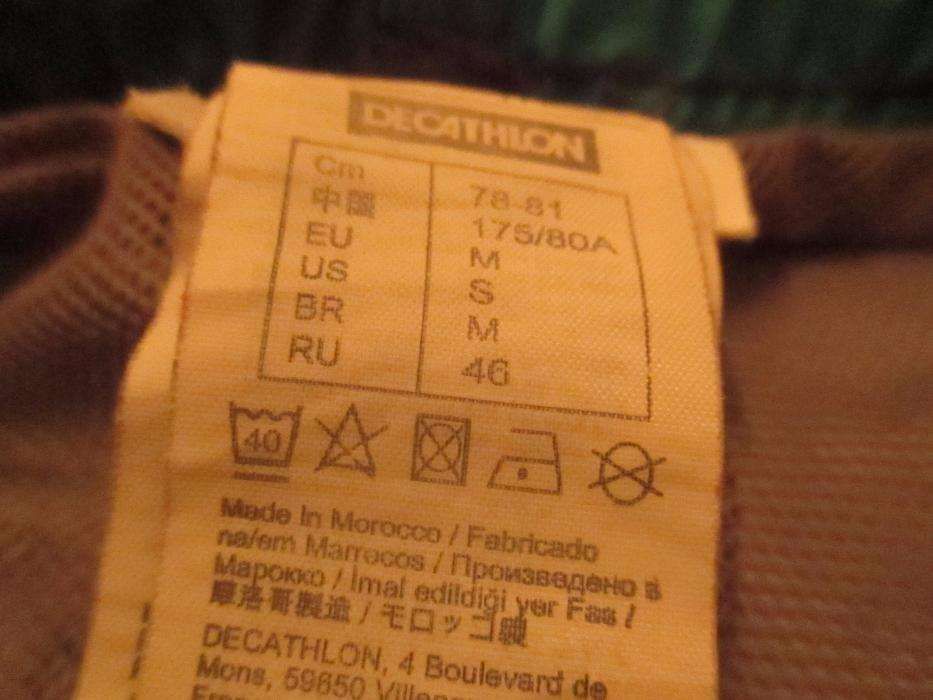 DECATHLON
Cm 78-81
中国 175/80A
EU M
US S
BR M
RU 46
40
Made in Morocco / Fabricado
na/em Marrocos / Произведено в
Марокко / İmal edildiği yer Fas /
摩洛哥製造 / モロッコ製
DECATHLON, 4 Boulevard de
Mons, 59650 Villeneuve
France